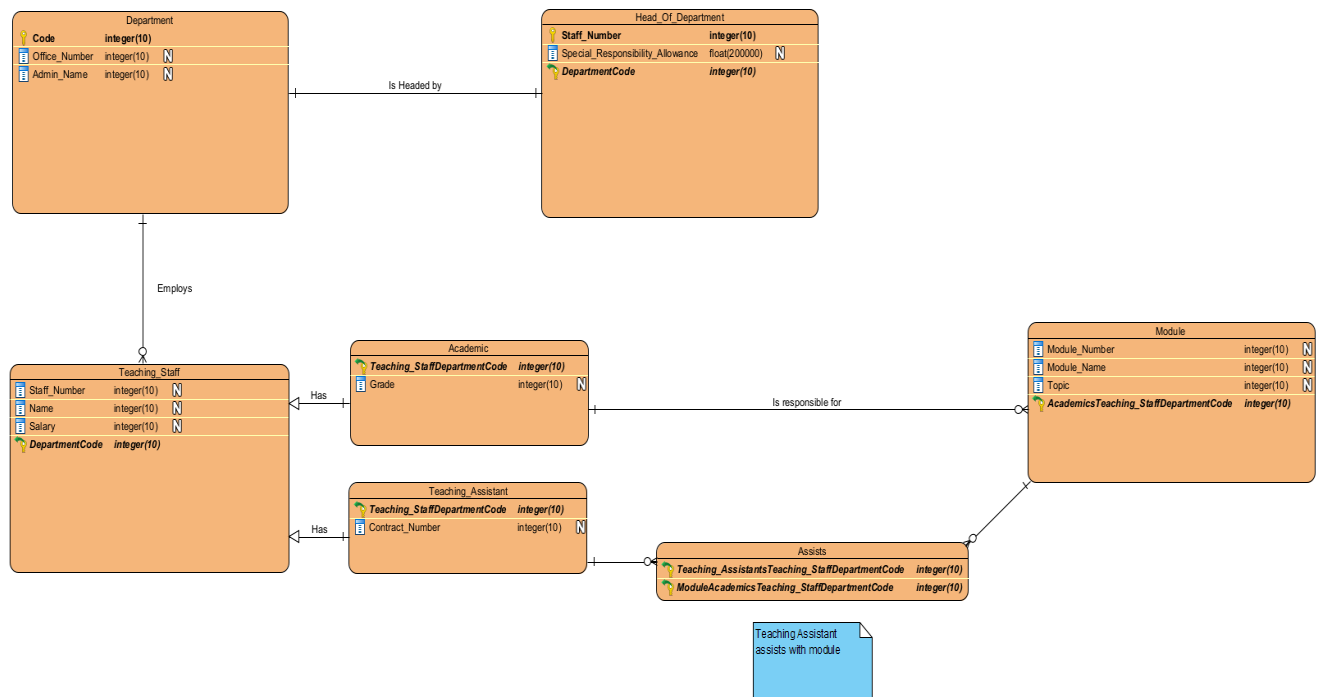 Department
Code integer(10)
Office_Number integer(10) N
Admin_Name integer(10) N
Head_Of_Department
Staff_Number integer(10)
Special_Responsibility_Allowance float(200000) N
DepartmentCode integer(10)
Is Headed by
Employs
Teaching_Staff
Staff_Number integer(10) N
Name integer(10) N
Salary integer(10) N
DepartmentCode integer(10)
Has
Academic
Teaching_StaffDepartmentCode integer(10)
Grade integer(10) N
Is responsible for
Module
Module_Number integer(10) N
Module_Name integer(10) N
Topic integer(10) N
AcademicsTeaching_StaffDepartmentCode integer(10)
Has
Teaching_Assistant
Teaching_StaffDepartmentCode integer(10)
Contract_Number integer(10) N
Assists
Teaching_AssistantsTeaching_StaffDepartmentCode integer(10)
ModuleAcademicsTeaching_StaffDepartmentCode integer(10)
Teaching Assistant
assists with module